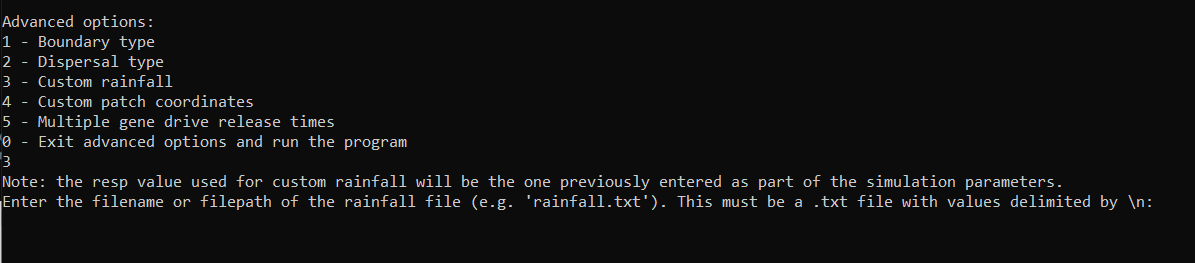 Advanced options:
1 - Boundary type
2 - Dispersal type
3 - Custom rainfall
4 - Custom patch coordinates
5 - Multiple gene drive release times
0 - Exit advanced options and run the program
3
Note: the resp value used for custom rainfall will be the one previously entered as part of the simulation parameters.
Enter the filename or filepath of the rainfall file (e.g. 'rainfall.txt'). This must be a .txt file with values delimited by \n: